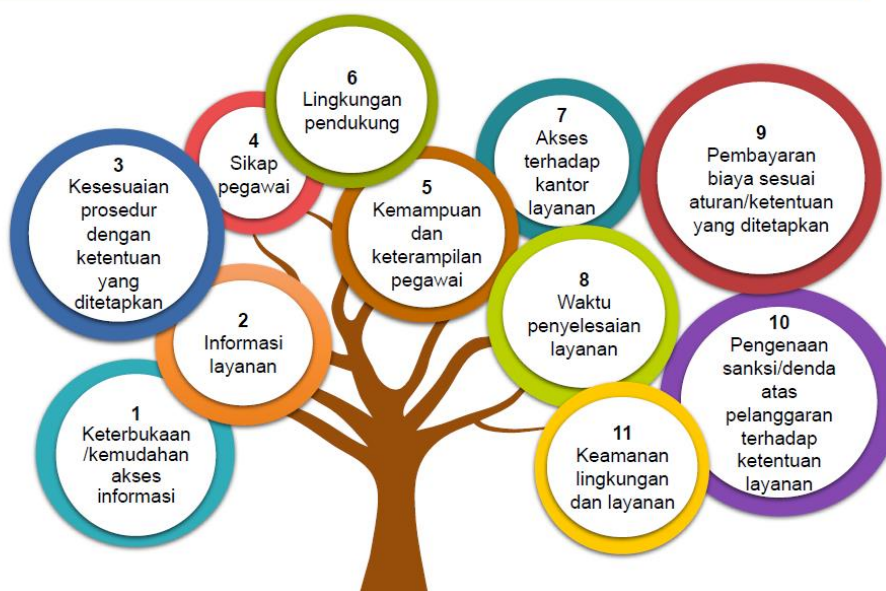 1
Keterbukaan
/kemudahan
akses
informasi
2
Informasi
layanan
3
Kesesuaian
prosedur
dengan
ketentuan
yang
ditetapkan
4
Sikap
pegawai
5
Kemampuan
dan
keterampilan
pegawai
6
Lingkungan
pendukung
7
Akses
terhadap
kantor
layanan
8
Waktu
penyelesaian
layanan
9
Pembayaran
biaya sesuai
aturan/ketentuan
yang ditetapkan
10
Pengenaan
sanksi/denda
atas
pelanggaran
terhadap
ketentuan
layanan
11
Keamanan
lingkungan
dan layanan